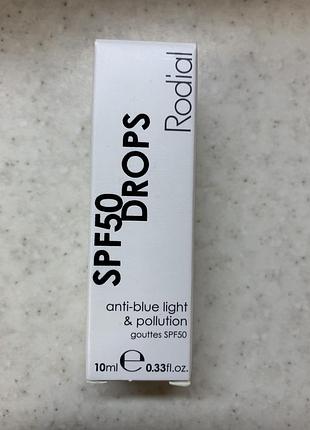 Rodial
SPF50
DROPS
anti-blue light
& pollution
gouttes SPF50
10ml e 0.33fl.oz.